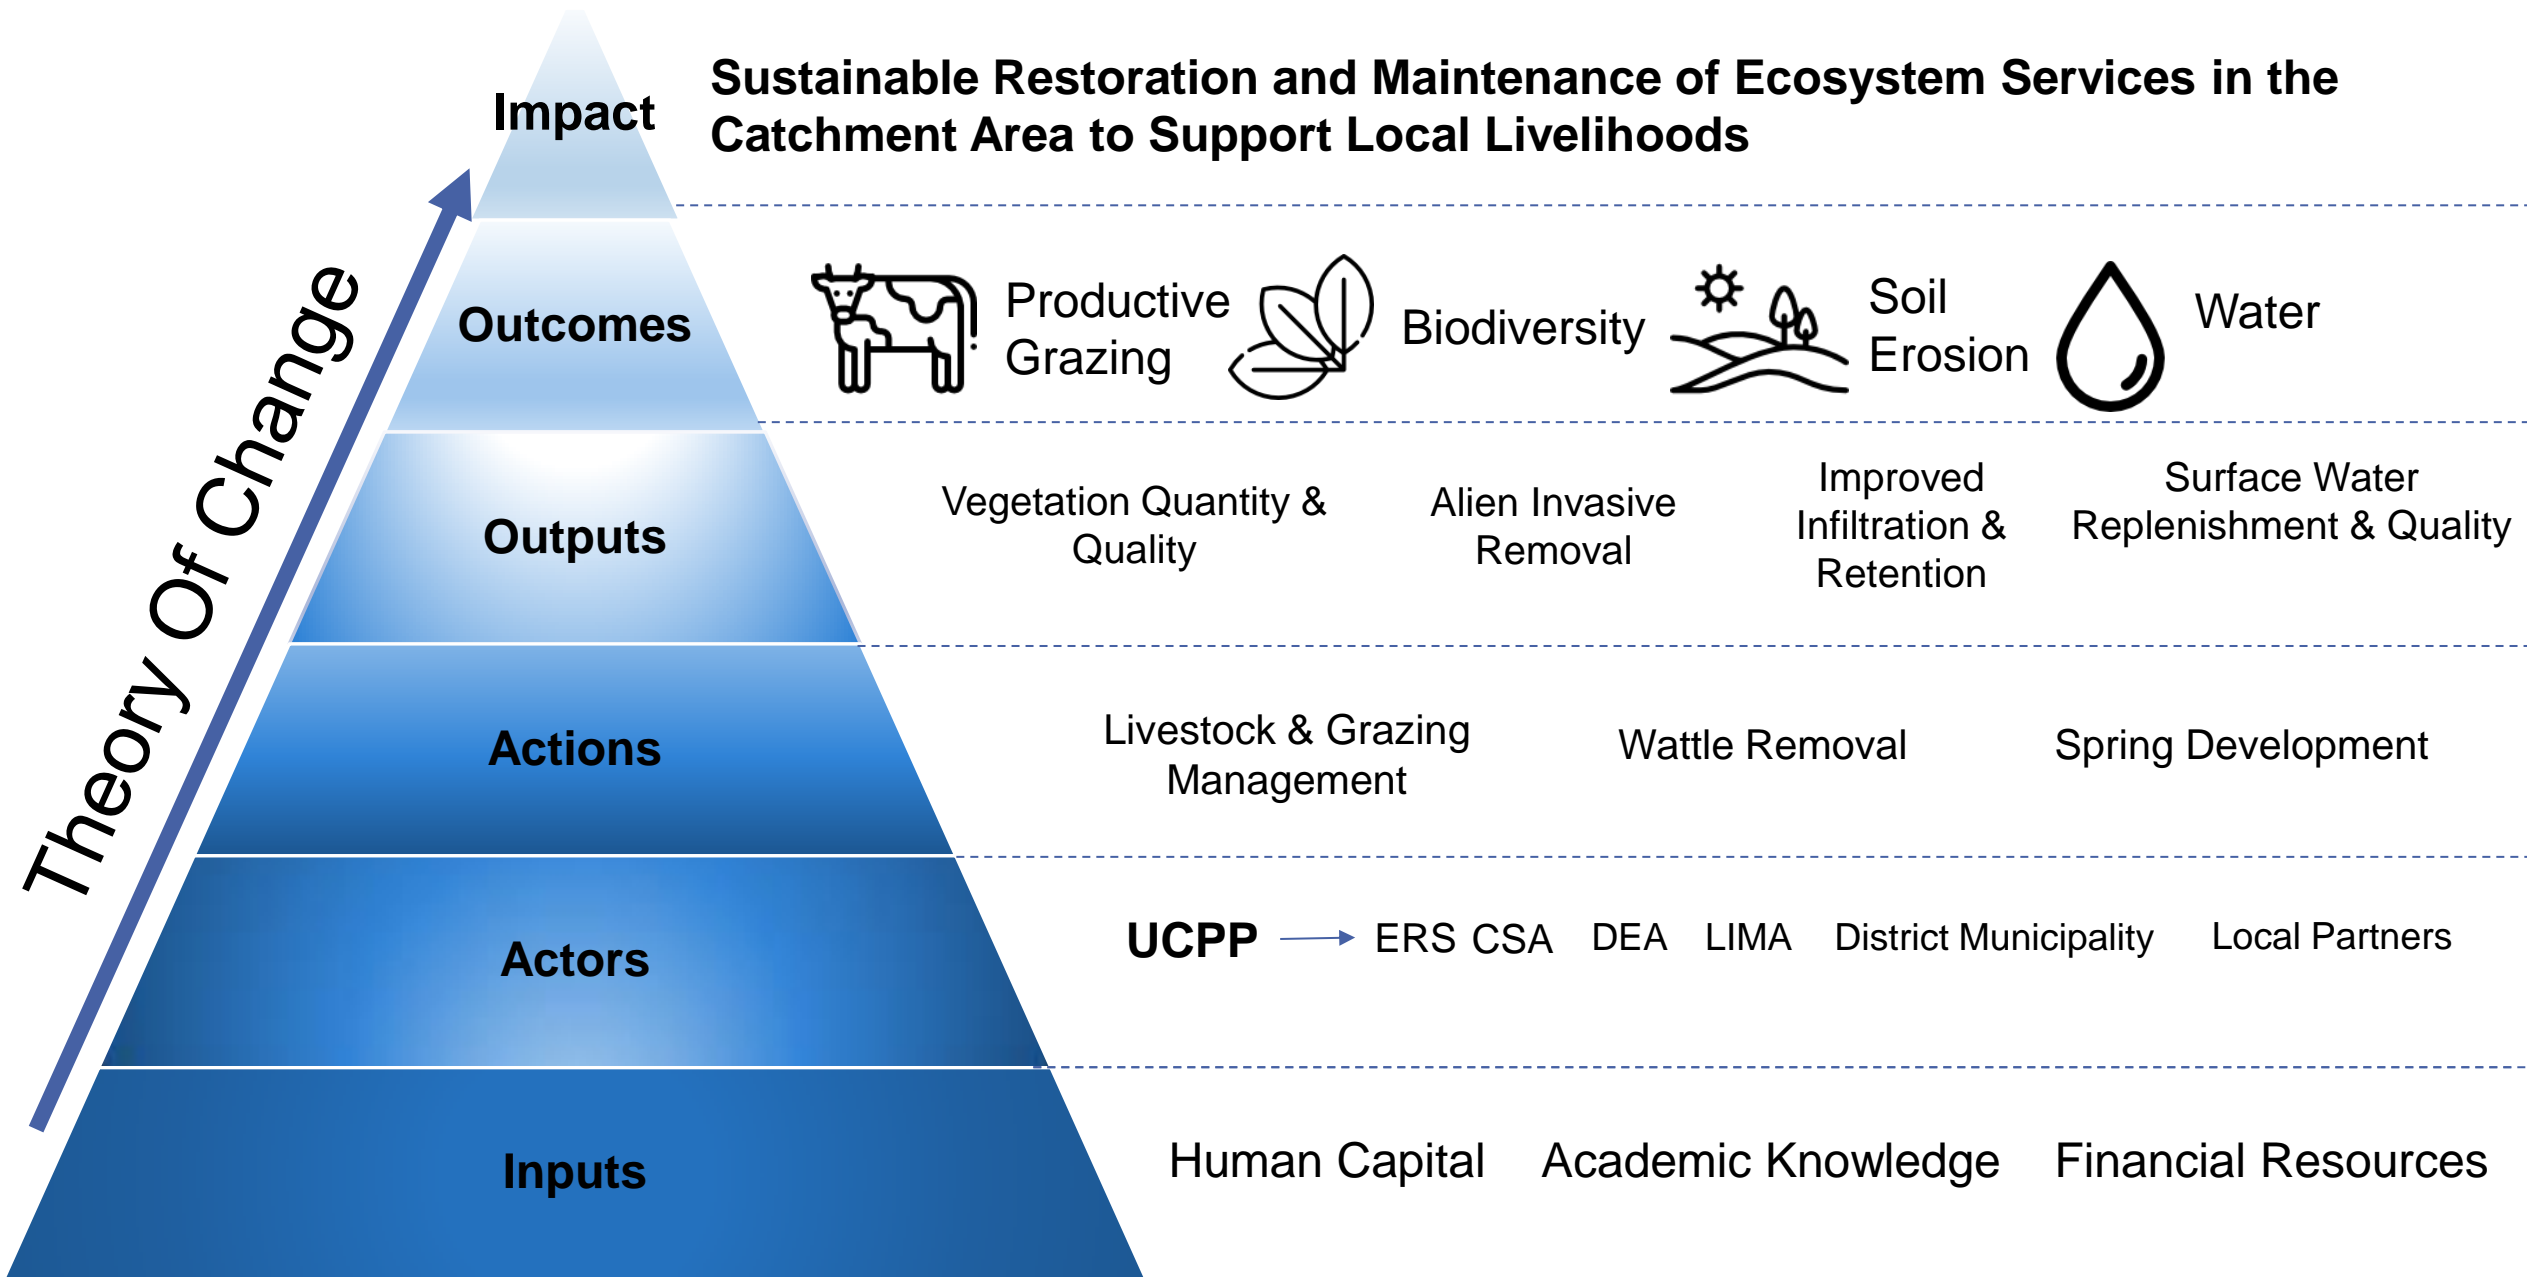 Theory Of Change
Impact
Sustainable Restoration and Maintenance of Ecosystem Services in the
Catchment Area to Support Local Livelihoods
Outcomes
Productive
Grazing
Biodiversity
Soil
Erosion
Water
Outputs
Vegetation Quantity &
Quality
Alien Invasive
Removal
Improved
Infiltration &
Retention
Surface Water
Replenishment & Quality
Actions
Livestock & Grazing
Management
Wattle Removal
Spring Development
Actors
UCPP
ERS
CSA
DEA
LIMA
District Municipality
Local Partners
Inputs
Human Capital
Academic Knowledge
Financial Resources